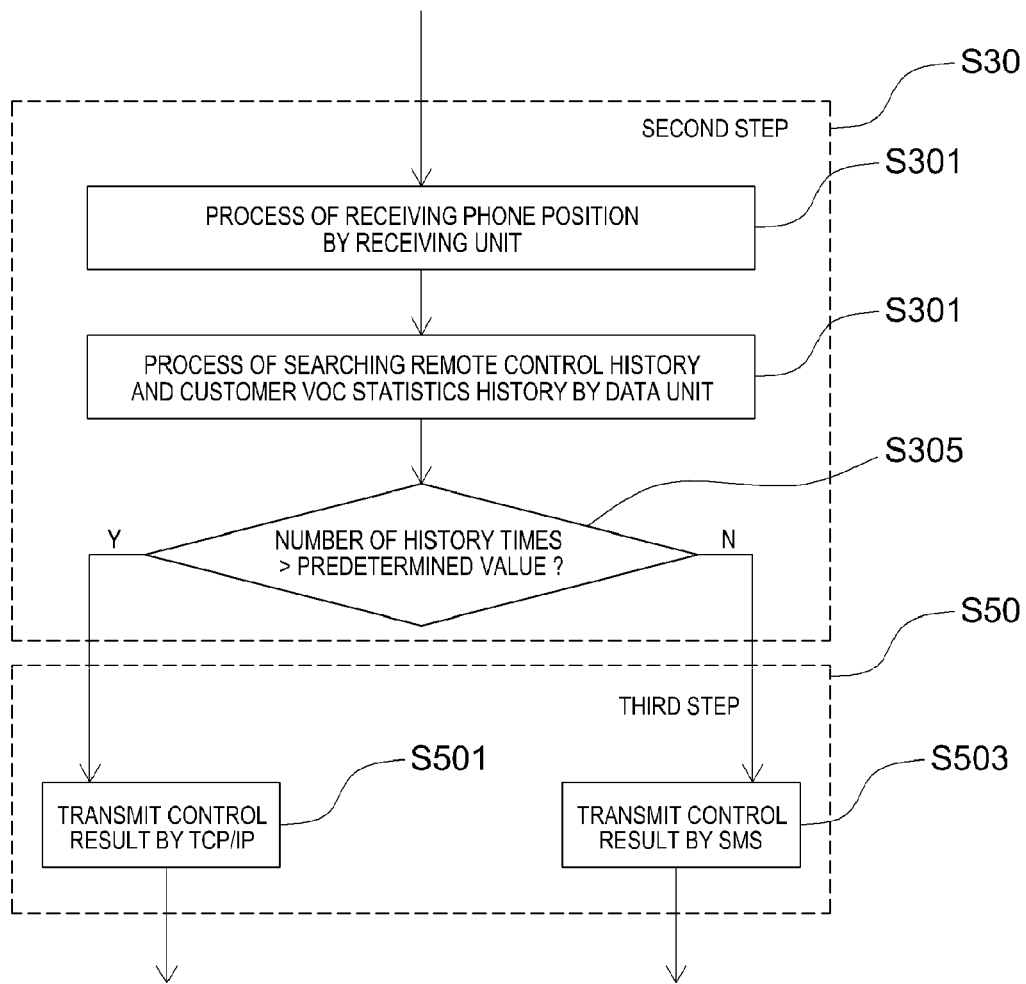 S30
SECOND STEP
S301
PROCESS OF RECEIVING PHONE POSITION
BY RECEIVING UNIT
S301
PROCESS OF SEARCHING REMOTE CONTROL HISTORY
AND CUSTOMER VOC STATISTICS HISTORY BY DATA UNIT
S305
Y
NUMBER OF HISTORY TIMES
> PREDETERMINED VALUE ?
N
S50
THIRD STEP
S501
S503
TRANSMIT CONTROL
RESULT BY TCP/IP
TRANSMIT CONTROL
RESULT BY SMS